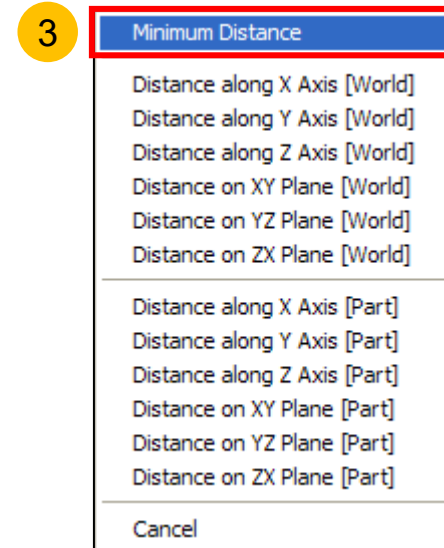 3
Minimum Distance
Distance along X Axis [World]
Distance along Y Axis [World]
Distance along Z Axis [World]
Distance on XY Plane [World]
Distance on YZ Plane [World]
Distance on ZX Plane [World]
Distance along X Axis [Part]
Distance along Y Axis [Part]
Distance along Z Axis [Part]
Distance on XY Plane [Part]
Distance on YZ Plane [Part]
Distance on ZX Plane [Part]
Cancel